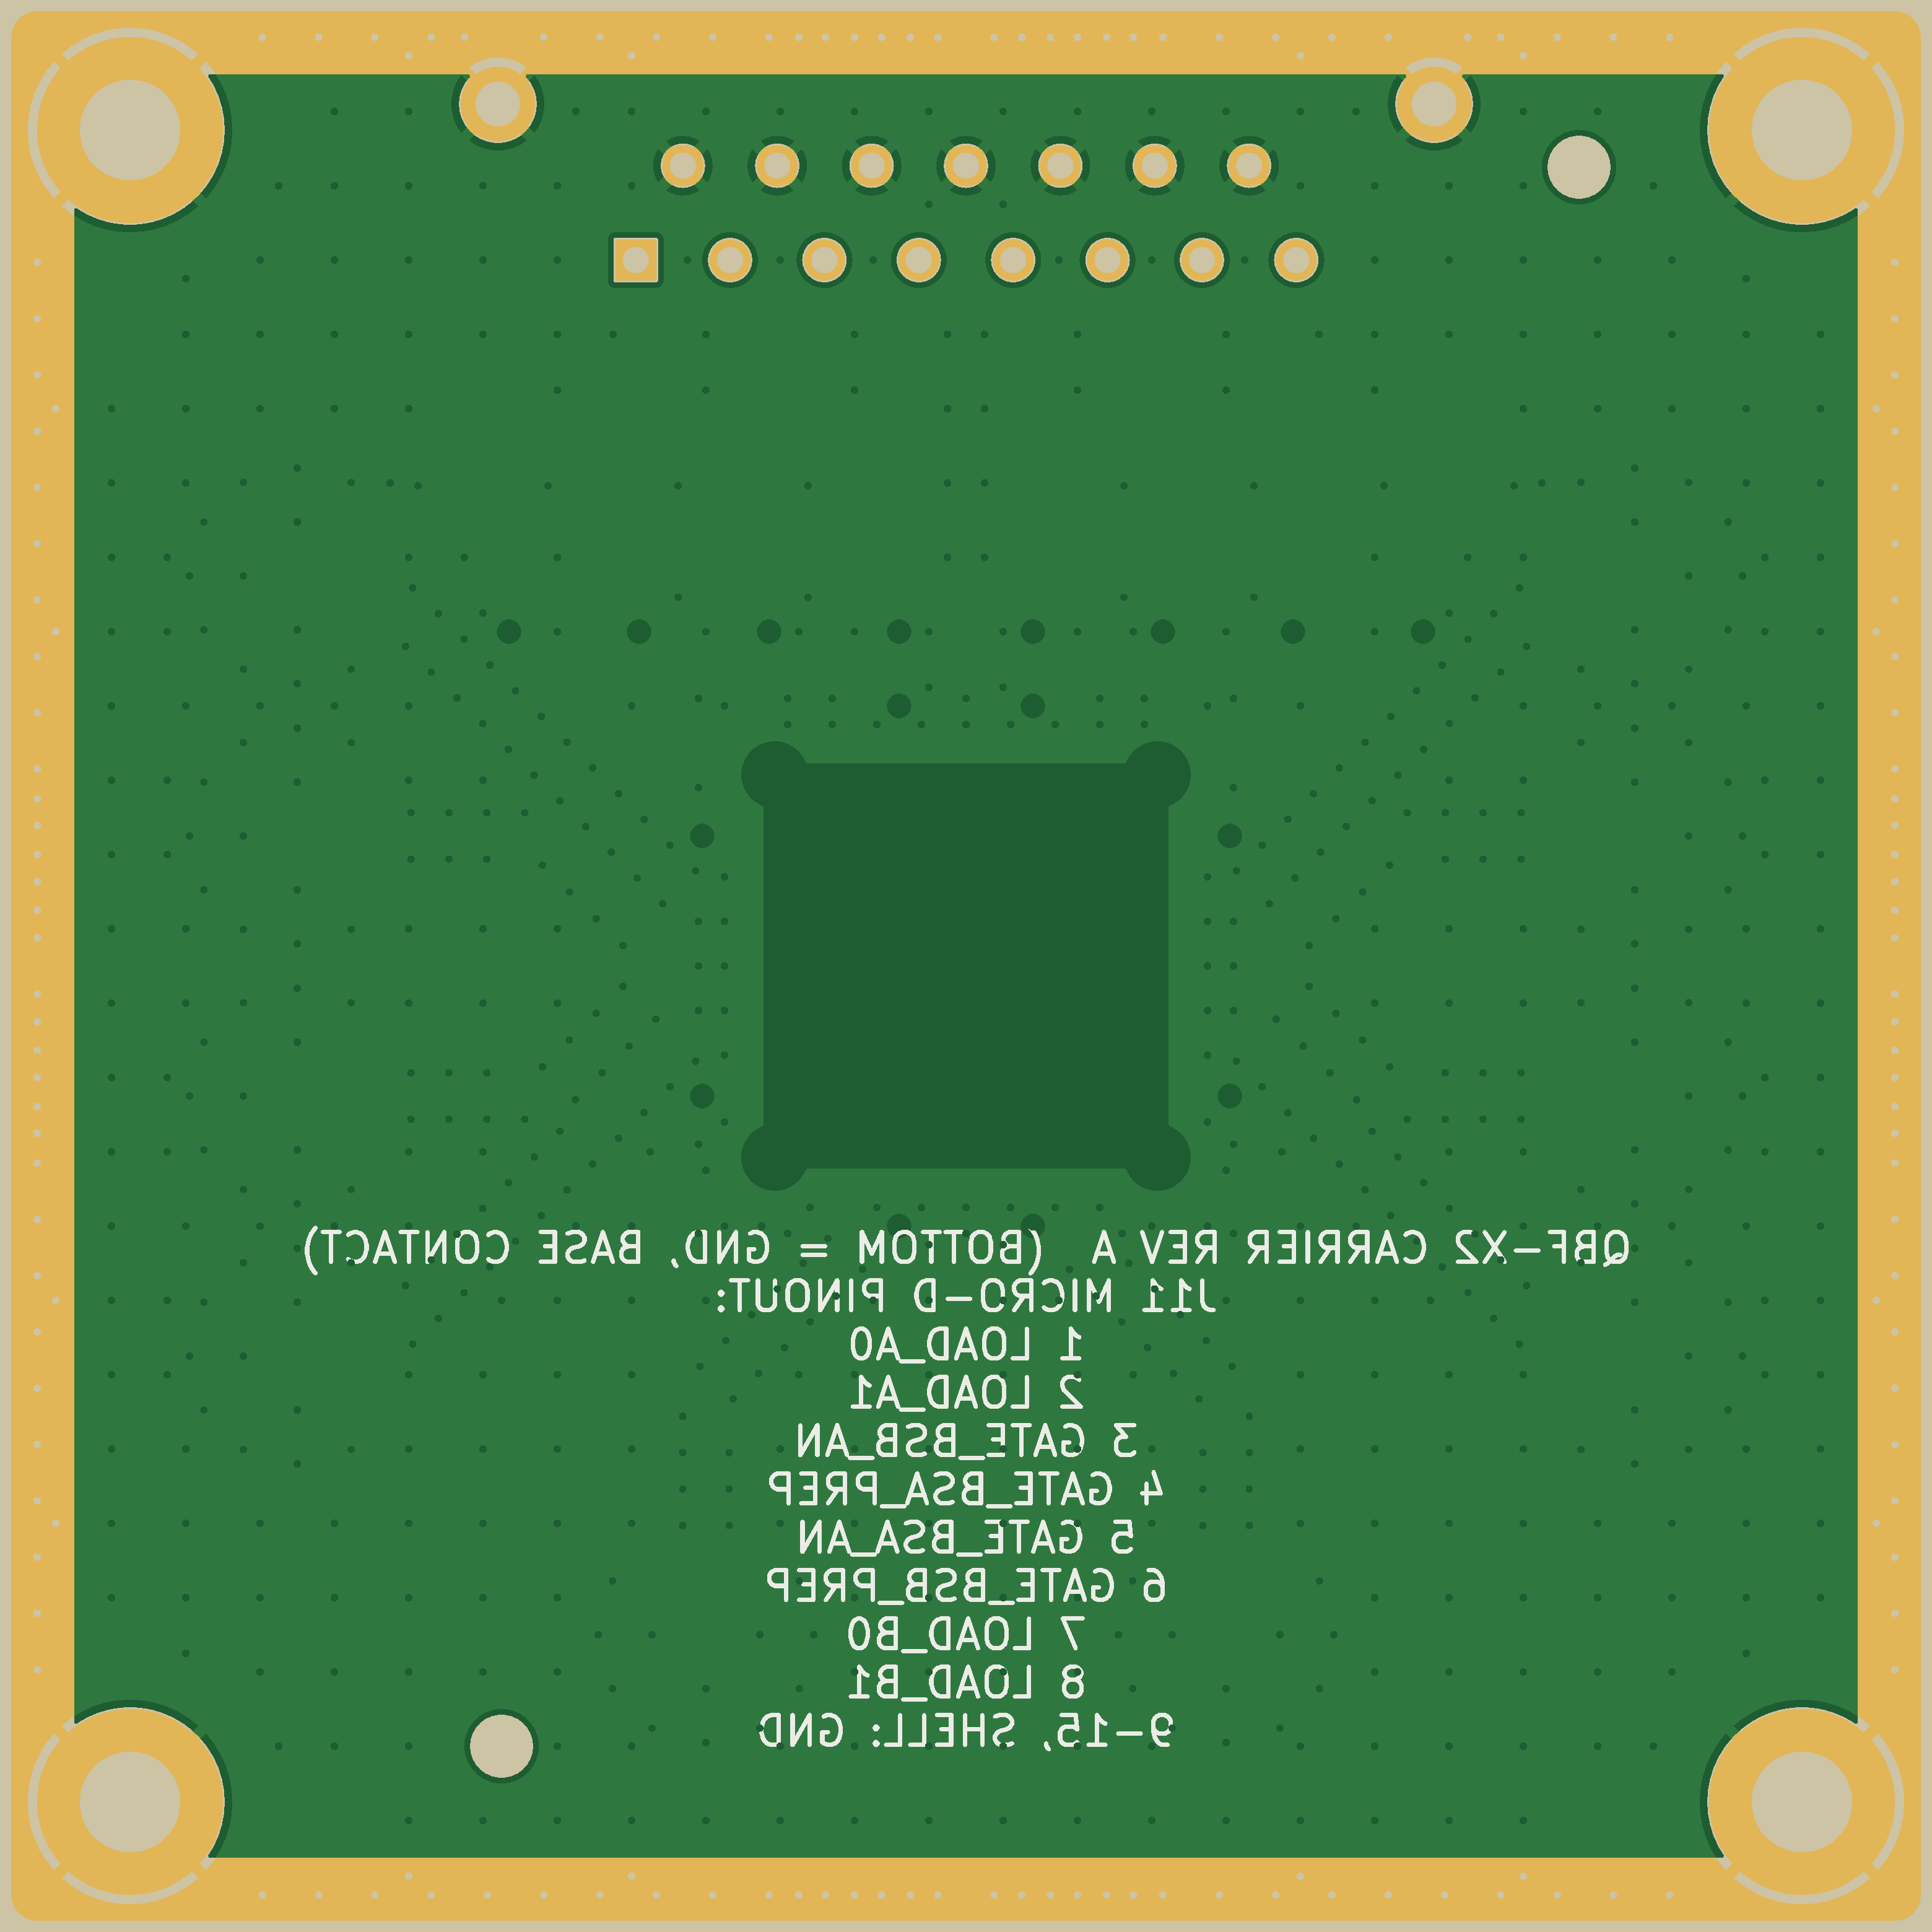 QBF-X2 CARRIER REV A (BOTTOM = GND, BASE CONTACT)
J11 MICRO-D PINOUT:
1 LOAD_A0
2 LOAD_A1
3 GATE_BSB_AN
4 GATE_BSA_PREP
5 GATE_BSA_AN
6 GATE_BSB_PREP
7 LOAD_B0
8 LOAD_B1
9-15, SHELL: GND